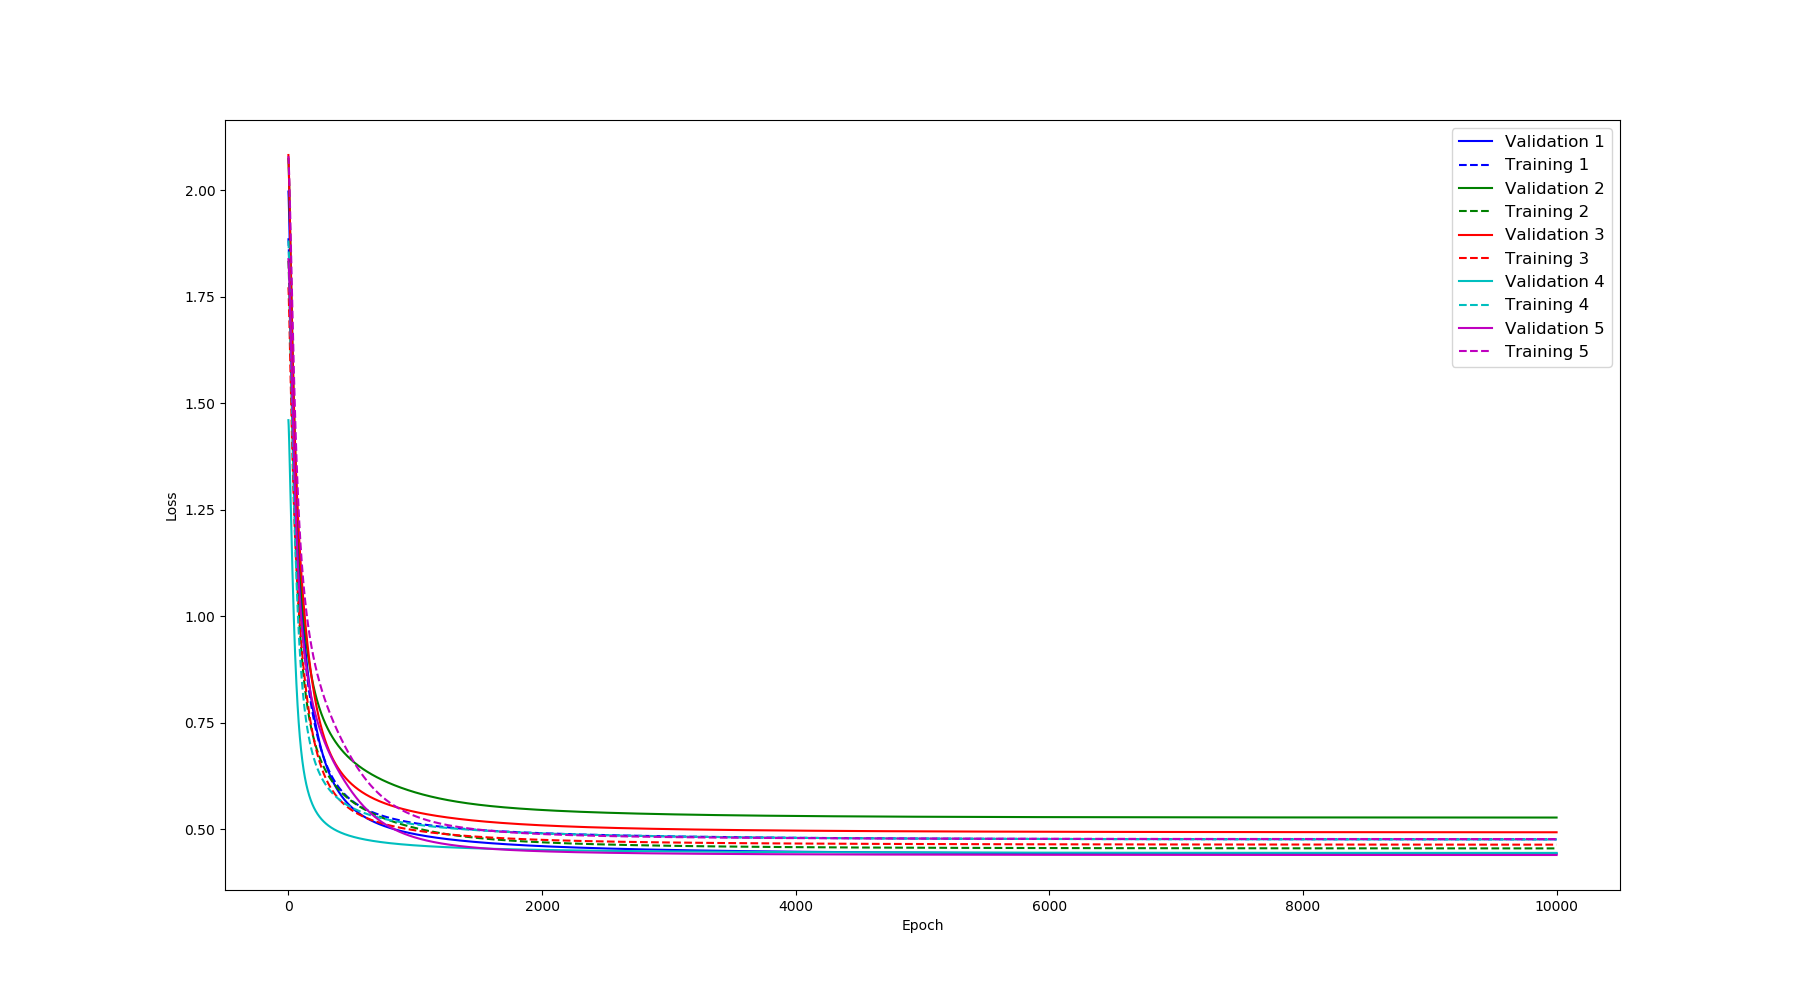 2.00
1.75
1.50
1.25
1.00
0.75
0.50
Loss
0
2000
4000
6000
8000
10000
Epoch
Validation 1
Training 1
Validation 2
Training 2
Validation 3
Training 3
Validation 4
Training 4
Validation 5
Training 5